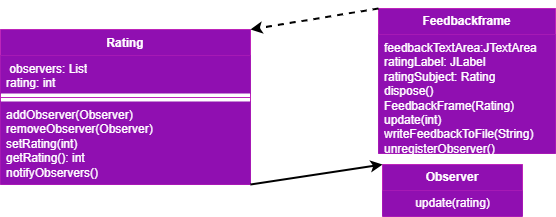 Rating
observers: List
rating: int
addObserver(Observer)
removeObserver(Observer)
setRating(int)
getRating(): int
notifyObservers()
Feedbackframe
feedbackTextArea:JTextArea
ratingLabel: JLabel
ratingSubject: Rating
dispose()
FeedbackFrame(Rating)
update(int)
writeFeedbackToFile(String)
unregisterObserver()
Observer
update(rating)